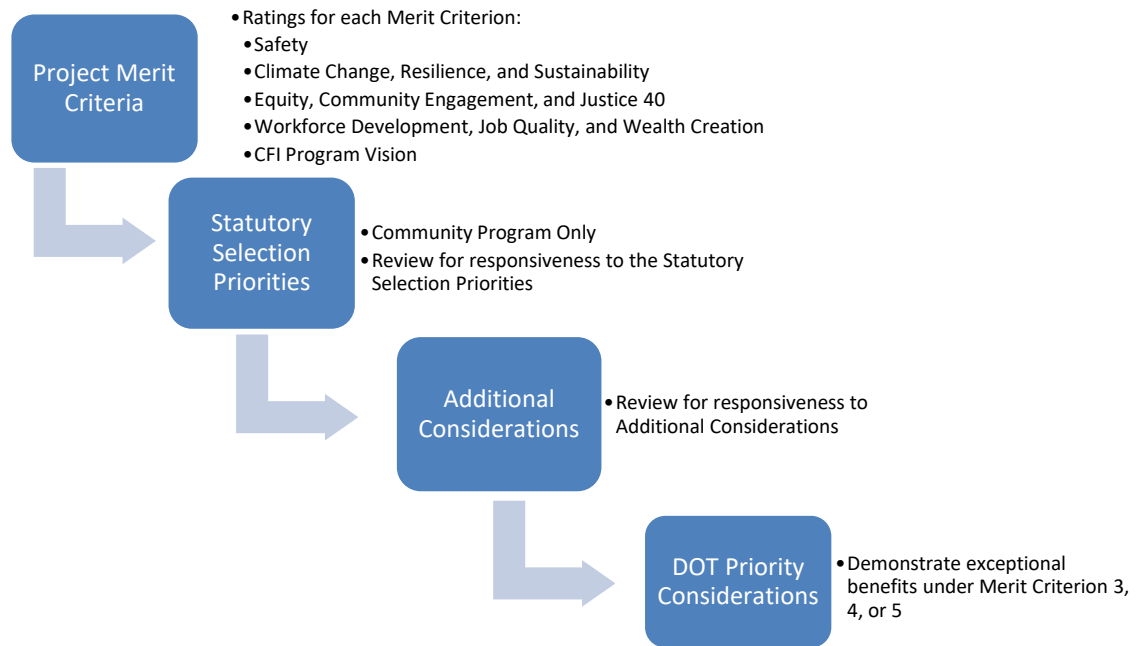 Project Merit
Criteria
•Ratings for each Merit Criterion:
•Safety
•Climate Change, Resilience, and Sustainability
•Equity, Community Engagement, and Justice 40
•Workforce Development, Job Quality, and Wealth Creation
•CFI Program Vision
Statutory
Selection
Priorities
•Community Program Only
•Review for responsiveness to the Statutory
Selection Priorities
Additional
Considerations
•Review for responsiveness to
Additional Considerations
DOT Priority
Considerations
•Demonstrate exceptional
benefits under Merit Criterion 3,
4, or 5